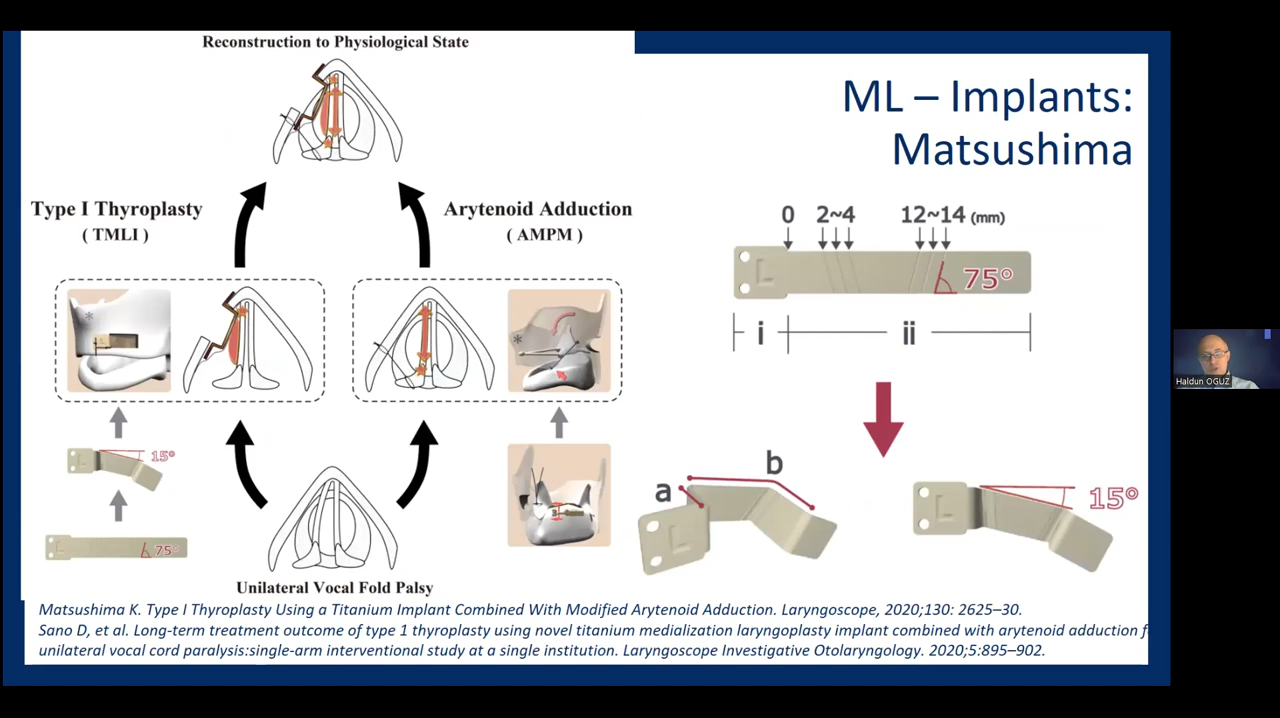 Reconstruction to Physiological State
ML – Implants:
Matsushima
Type I Thyroplasty
( TMLI )
Arytenoid Adduction
( AMPM )
0 2~4 12~14 (mm)
L
75°
i ii
*
*
15°
L
75°
a
b
L
L
15°
Haldun OGUZ
Unilateral Vocal Fold Palsy
Matsushima K. Type I Thyroplasty Using a Titanium Implant Combined With Modified Arytenoid Adduction. Laryngoscope, 2020;130: 2625–30.
Sano D, et al. Long-term treatment outcome of type 1 thyroplasty using novel titanium medialization laryngoplasty implant combined with arytenoid adduction f
unilateral vocal cord paralysis:single-arm interventional study at a single institution. Laryngoscope Investigative Otolaryngology. 2020;5:895–902.